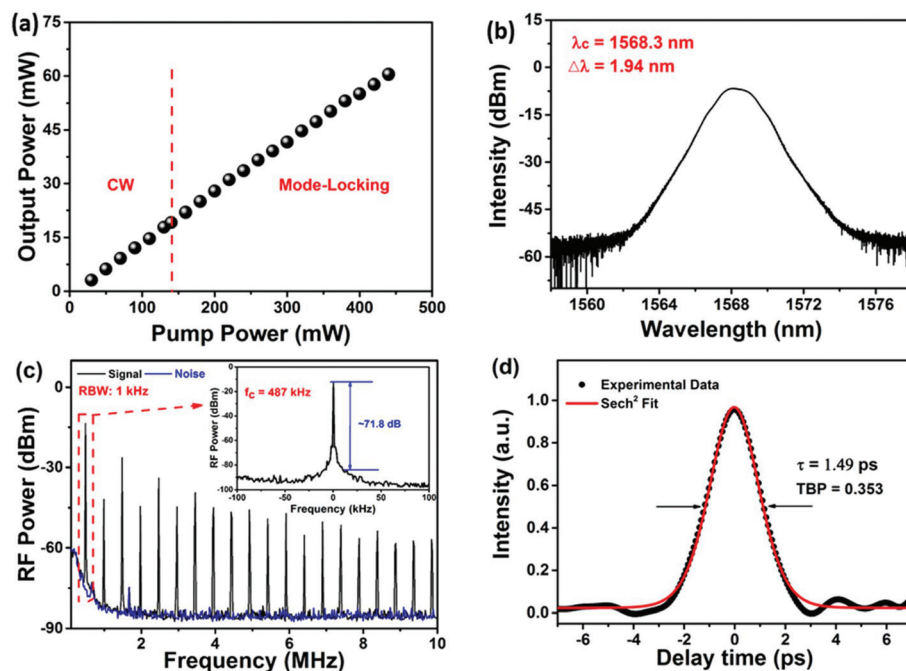 (a)
75
60
45
30
15
0
Output Power (mW)
CW
Mode-Locking
0 100 200 300 400 500
Pump Power (mW)
(b)
λc = 1568.3 nm
△λ = 1.94 nm
15
0
-15
-30
-45
-60
Intensity (dBm)
1560 1564 1568 1572 1576
Wavelength (nm)
(c)
Signal Noise
RBW: 1 kHz
0
-30
-60
-90
RF Power (dBm)
2 4 6 8 10
Frequency (MHz)
0
-20
-40
-60
-80
-100
RF Power (dBm)
fC = 487 kHz
~71.8 dB
-100 -50 0 50 100
Frequency (kHz)
(d)
Experimental Data
Sech² Fit
τ = 1.49 ps
TBP = 0.353
1.0
0.8
0.6
0.4
0.2
0.0
Intensity (a.u.)
-6 -4 -2 0 2 4 6
Delay time (ps)